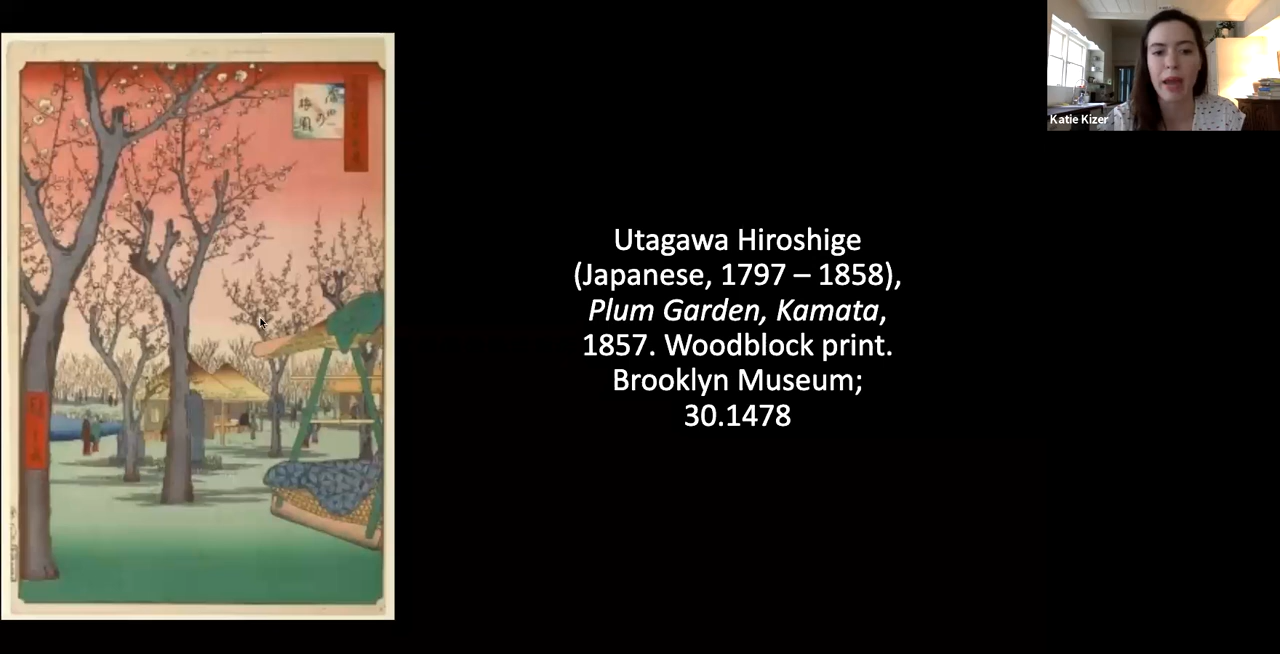 Katie Kizer
Utagawa Hiroshige
(Japanese, 1797 – 1858),
Plum Garden, Kamata,
1857. Woodblock print.
Brooklyn Museum;
30.1478